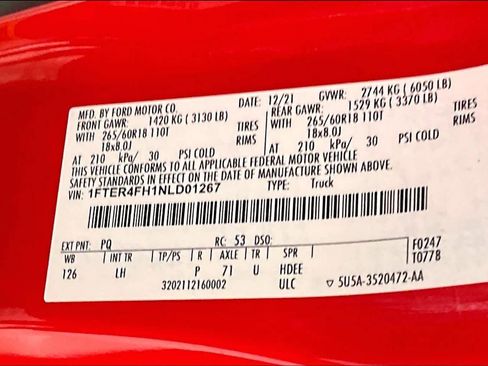 MFD. BY FORD MOTOR CO.
DATE: 12/21 GVWR: 2744 KG ( 6050 LB)
FRONT GAWR: 1420 KG ( 3130 LB) REAR GAWR: 1529 KG ( 3370 LB)
WITH 265/60R18 110T TIRES WITH 265/60R18 110T TIRES
18x8.0J RIMS 18x8.0J RIMS
AT 210 kPa/ 30 PSI COLD AT 210 kPa/ 30 PSI COLD
THIS VEHICLE CONFORMS TO ALL APPLICABLE FEDERAL MOTOR VEHICLE
SAFETY STANDARDS IN EFFECT ON THE DATE OF MANUFACTURE SHOWN ABOVE.
VIN: 1FTER4FH1NLD01267 TYPE: Truck
EXT PNT: PQ RC: 53 DSO: F0247
WB INT TR TP/PS R AXLE TR SPR T0778
126 LH P 71 U HDEE
3202112160002 ULC ▽ 5U5A-3520472-AA